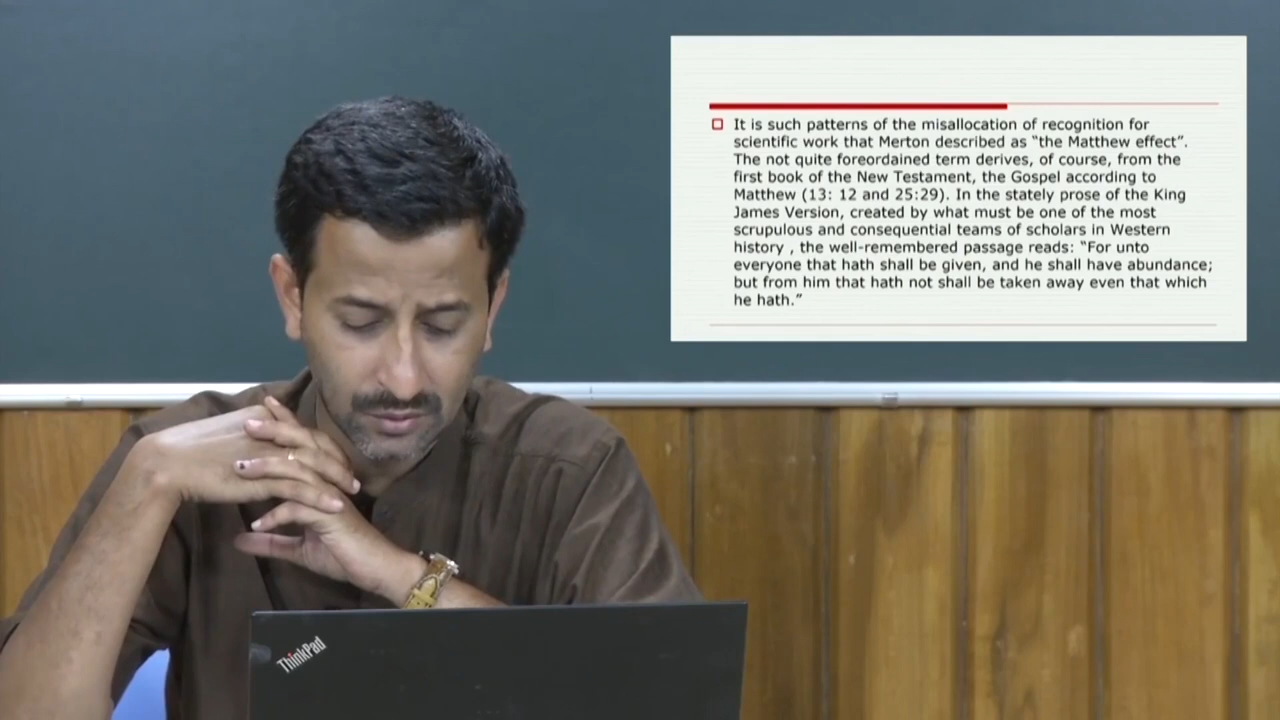 It is such patterns of the misallocation of recognition for
scientific work that Merton described as “the Matthew effect”.
The not quite foreordained term derives, of course, from the
first book of the New Testament, the Gospel according to
Matthew (13: 12 and 25:29). In the stately prose of the King
James Version, created by what must be one of the most
scrupulous and consequential teams of scholars in Western
history , the well-remembered passage reads: “For unto
everyone that hath shall be given, and he shall have abundance;
but from him that hath not shall be taken away even that which
he hath.”
ThinkPad